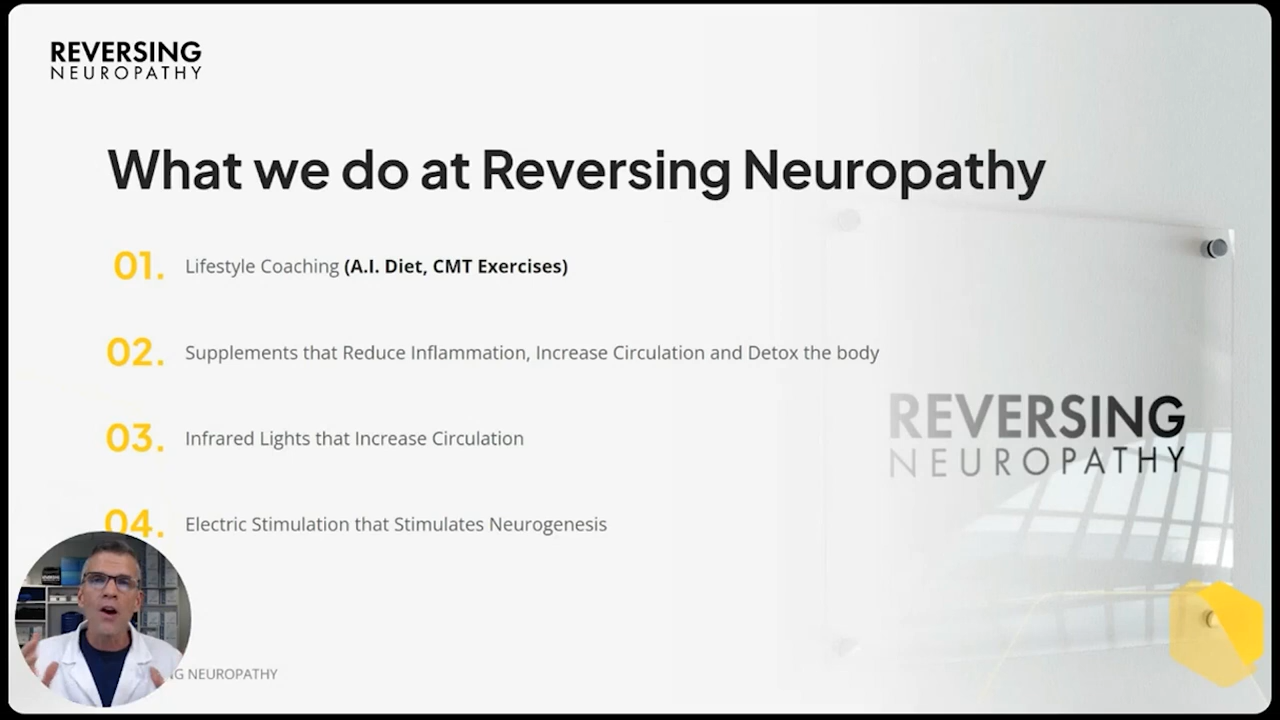 REVERSING
NEUROPATHY
What we do at Reversing Neuropathy
01. Lifestyle Coaching (A.I. Diet, CMT Exercises)
02. Supplements that Reduce Inflammation, Increase Circulation and Detox the body
REVERSING
NEUROPATHY
03. Infrared Lights that Increase Circulation
04. Electric Stimulation that Stimulates Neurogenesis
NEUROPATHY